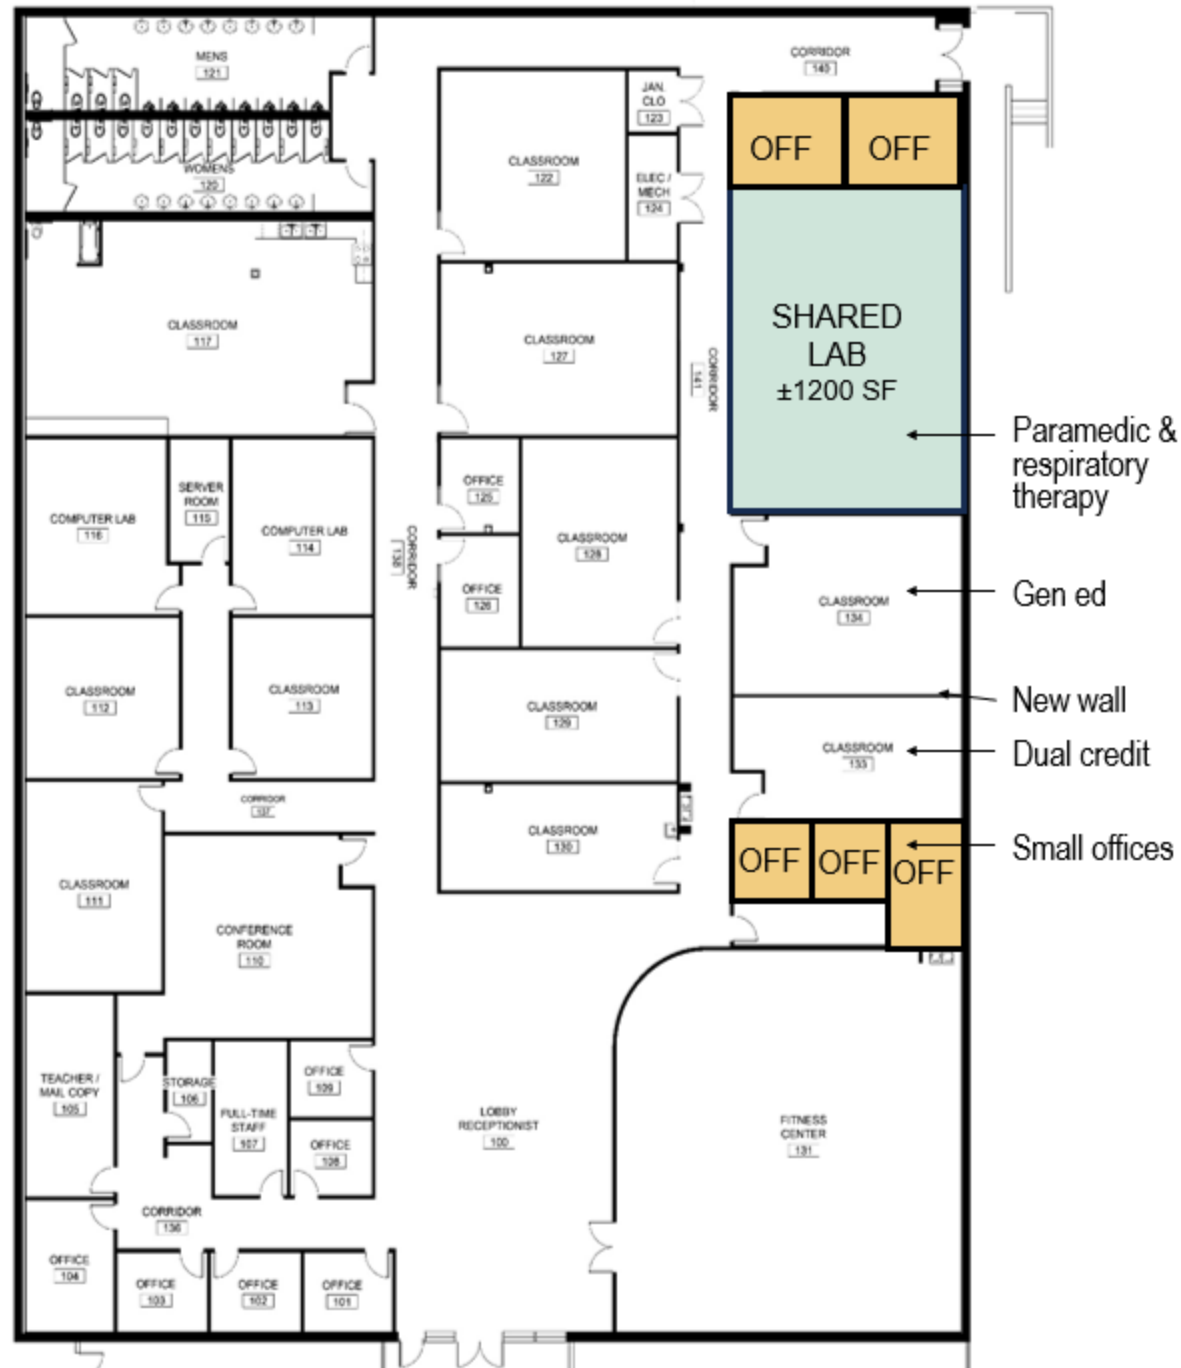 MENS
121
CORRIDOR
140
JAN.
CLO
123
OFF
OFF
CLASSROOM
122
WOMENS
120
ELEC /
MECH
124
SHARED
LAB
±1200 SF
CLASSROOM
117
CLASSROOM
127
CORRIDOR
141
Paramedic &
respiratory
therapy
SERVER
ROOM
115
OFFICE
125
COMPUTER LAB
116
COMPUTER LAB
114
CORRIDOR
138
CLASSROOM
128
OFFICE
126
CLASSROOM
134
Gen ed
CLASSROOM
112
CLASSROOM
113
CLASSROOM
129
New wall
CLASSROOM
133
Dual credit
CORRIDOR
137
CLASSROOM
130
OFF
OFF
OFF
Small offices
CLASSROOM
111
CONFERENCE
ROOM
110
TEACHER /
MAIL COPY
105
STORAGE
106
OFFICE
109
FULL-TIME
STAFF
107
LOBBY
RECEPTIONIST
100
FITNESS
CENTER
131
OFFICE
108
CORRIDOR
136
OFFICE
104
OFFICE
103
OFFICE
102
OFFICE
101